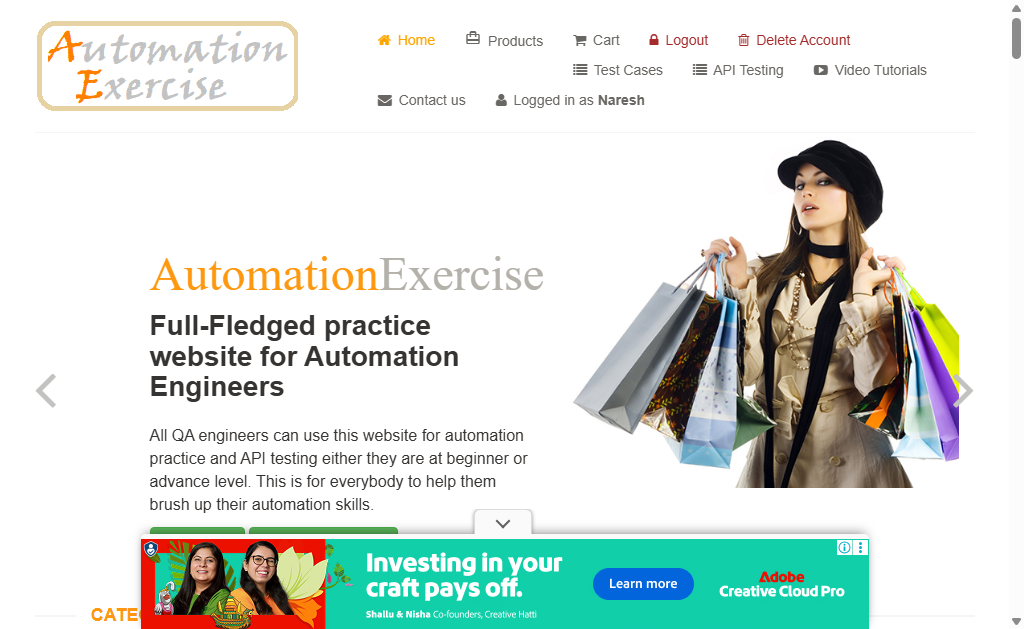 Automation
Exercise
Home Products Cart Logout Delete Account
Test Cases API Testing Video Tutorials
Contact us Logged in as Naresh
AutomationExercise
Full-Fledged practice
website for Automation
Engineers
All QA engineers can use this website for automation
practice and API testing either they are at beginner or
advance level. This is for everybody to help them
brush up their automation skills.
Investing in your
craft pays off.
Shallu & Nisha Co-founders, Creative Hatti
Learn more
Adobe
Creative Cloud Pro